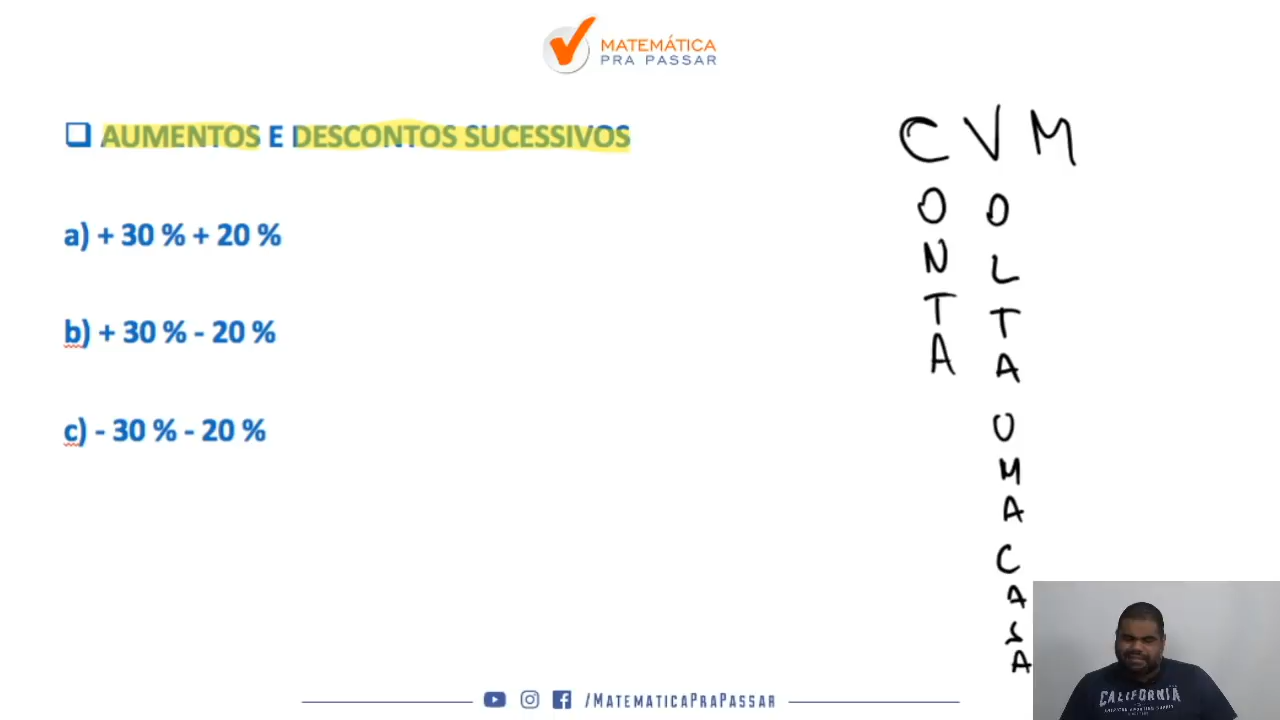 MATEMÁTICA
PRA PASSAR
AUMENTOS E DESCONTOS SUCESSIVOS
a) + 30 % + 20 %
b) + 30 % - 20 %
c) - 30 % - 20 %
C V M
O O
N L
T T
A A
U
M
A
C
A
S
A
CALIFORNIA
/MATEMATICAPRAPASSAR